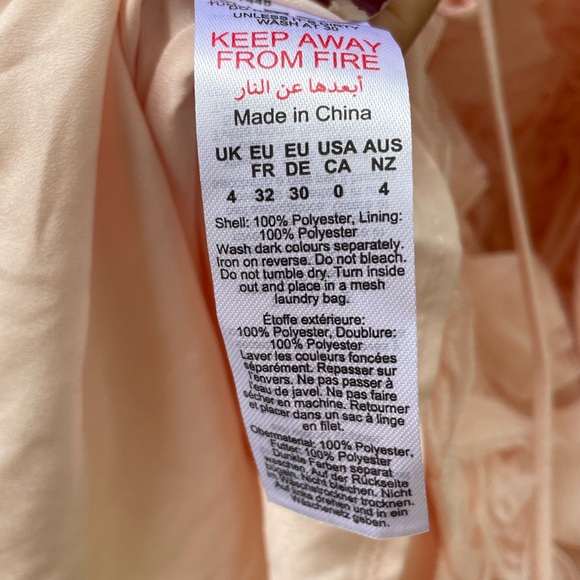 UNLESS IT'S DIRTY
WASH AT 30
KEEP AWAY
FROM FIRE
أبعدها عن النار
Made in China
UK EU EU USA AUS
FR DE CA NZ
4 32 30 0 4
Shell: 100% Polyester, Lining:
100% Polyester
Wash dark colours separately.
Iron on reverse. Do not bleach.
Do not tumble dry. Turn inside
out and place in a mesh
laundry bag.
Étoffe extérieure:
100% Polyester, Doublure:
100% Polyester
Laver les couleurs foncées
séparément. Repasser sur
l'envers. Ne pas passer à
l'eau de javel. Ne pas faire
sécher en machine. Retourner
et placer dans un sac à linge
en filet.
Obermaterial: 100% Polyester,
Futter: 100% Polyester
Dunkle Farben separat
waschen. Auf der Rückseite
bügeln. Nicht bleichen. Nicht
im Wäschetrockner trocknen.
Auf links drehen und in ein
Wäschenetz geben.